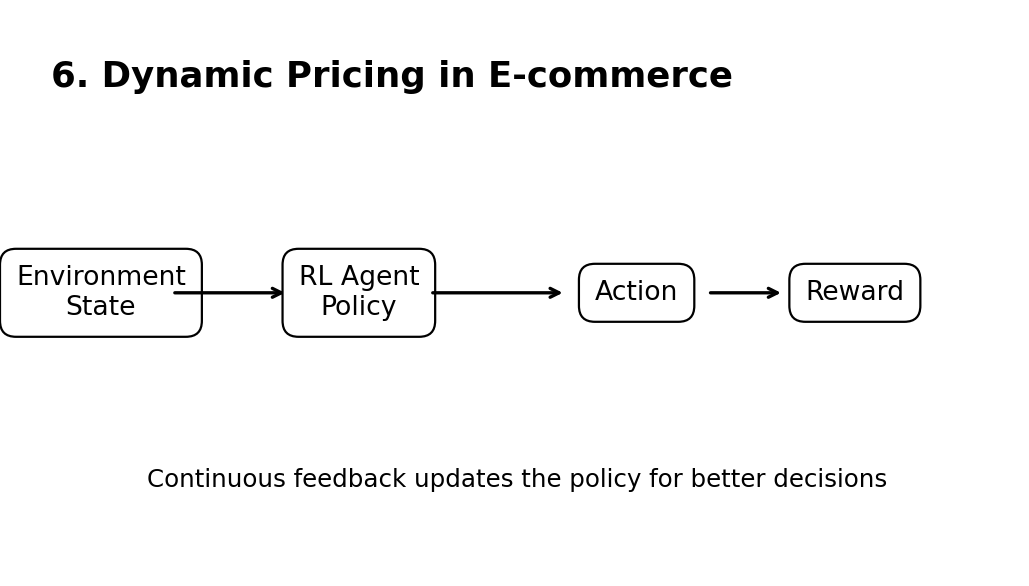 6. Dynamic Pricing in E-commerce
Environment
State
RL Agent
Policy
Action
Reward
Continuous feedback updates the policy for better decisions